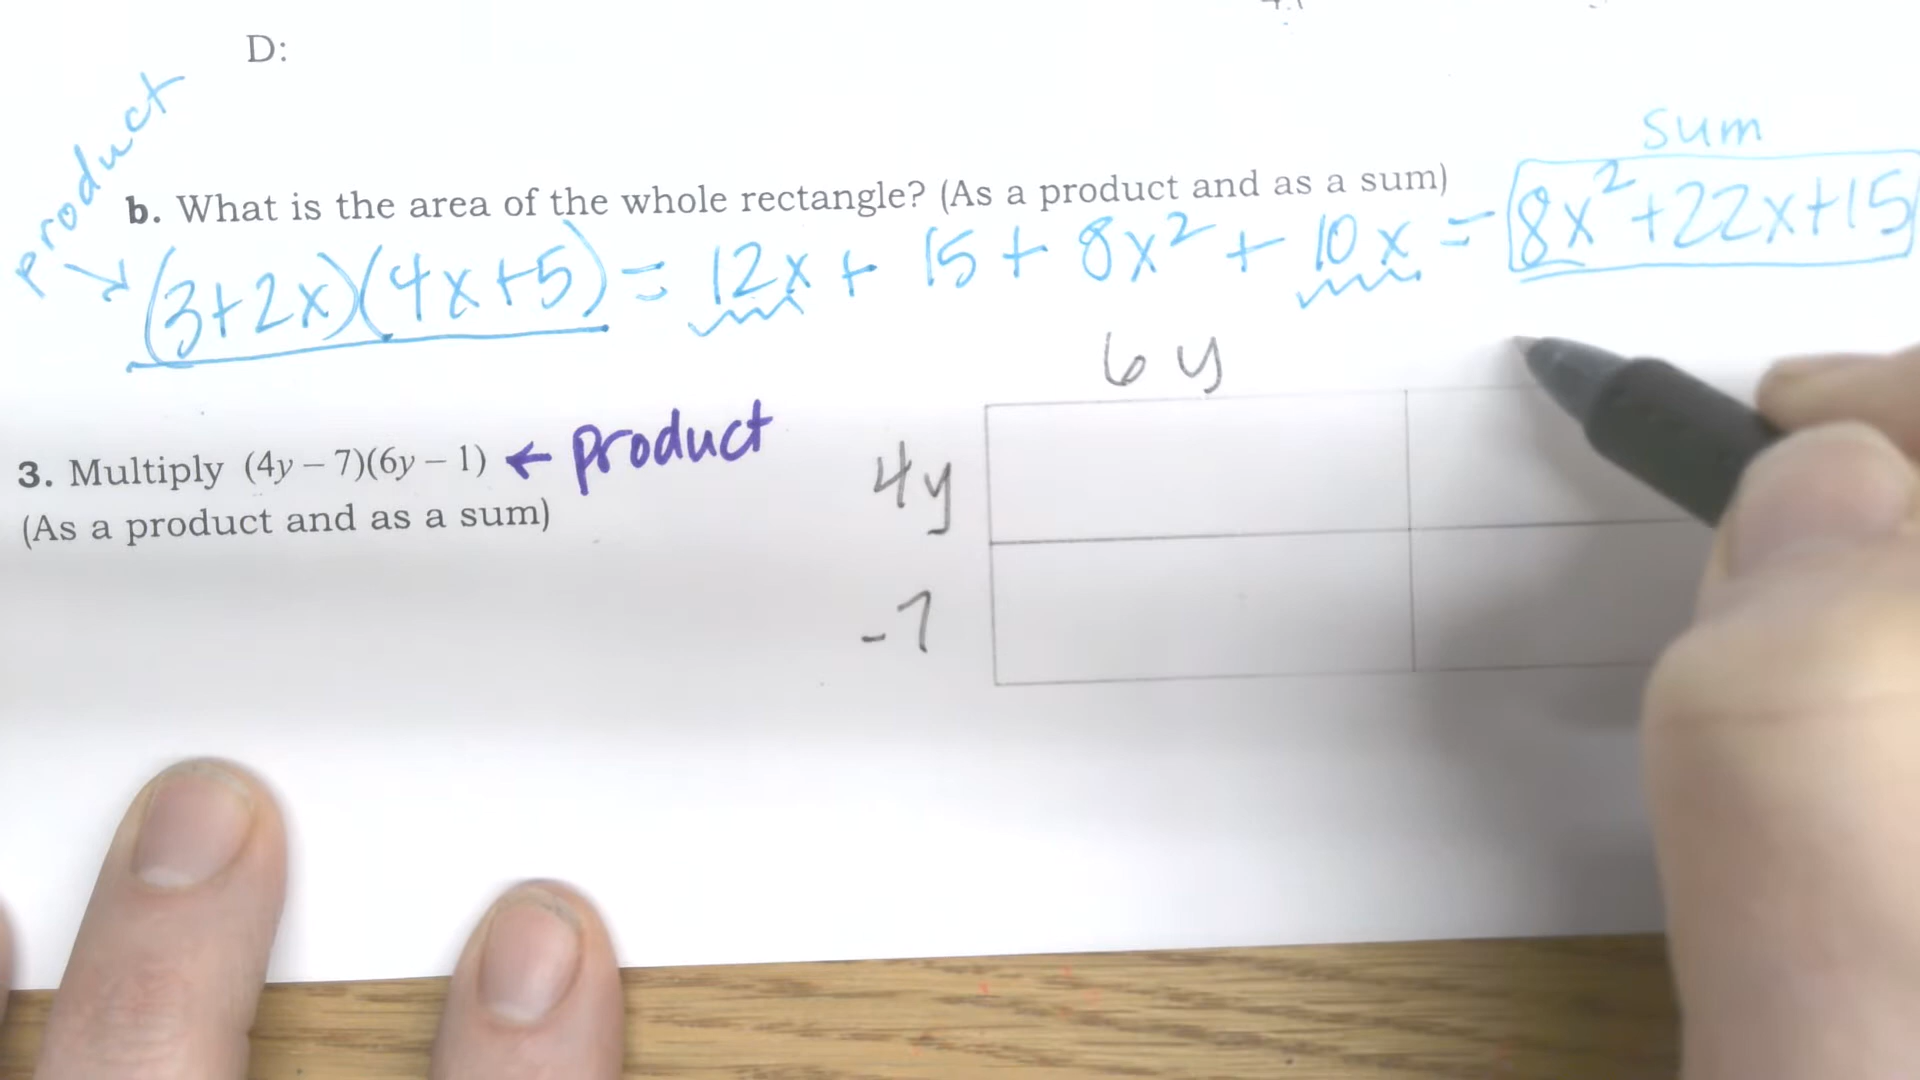 D:
product
sum
b. What is the area of the whole rectangle? (As a product and as a sum)
(3+2x)(4x+5) = 12x + 15 + 8x² + 10x = 8x²+22x+15
6y
3. Multiply (4y – 7)(6y – 1) ← product
(As a product and as a sum)
4y
-7